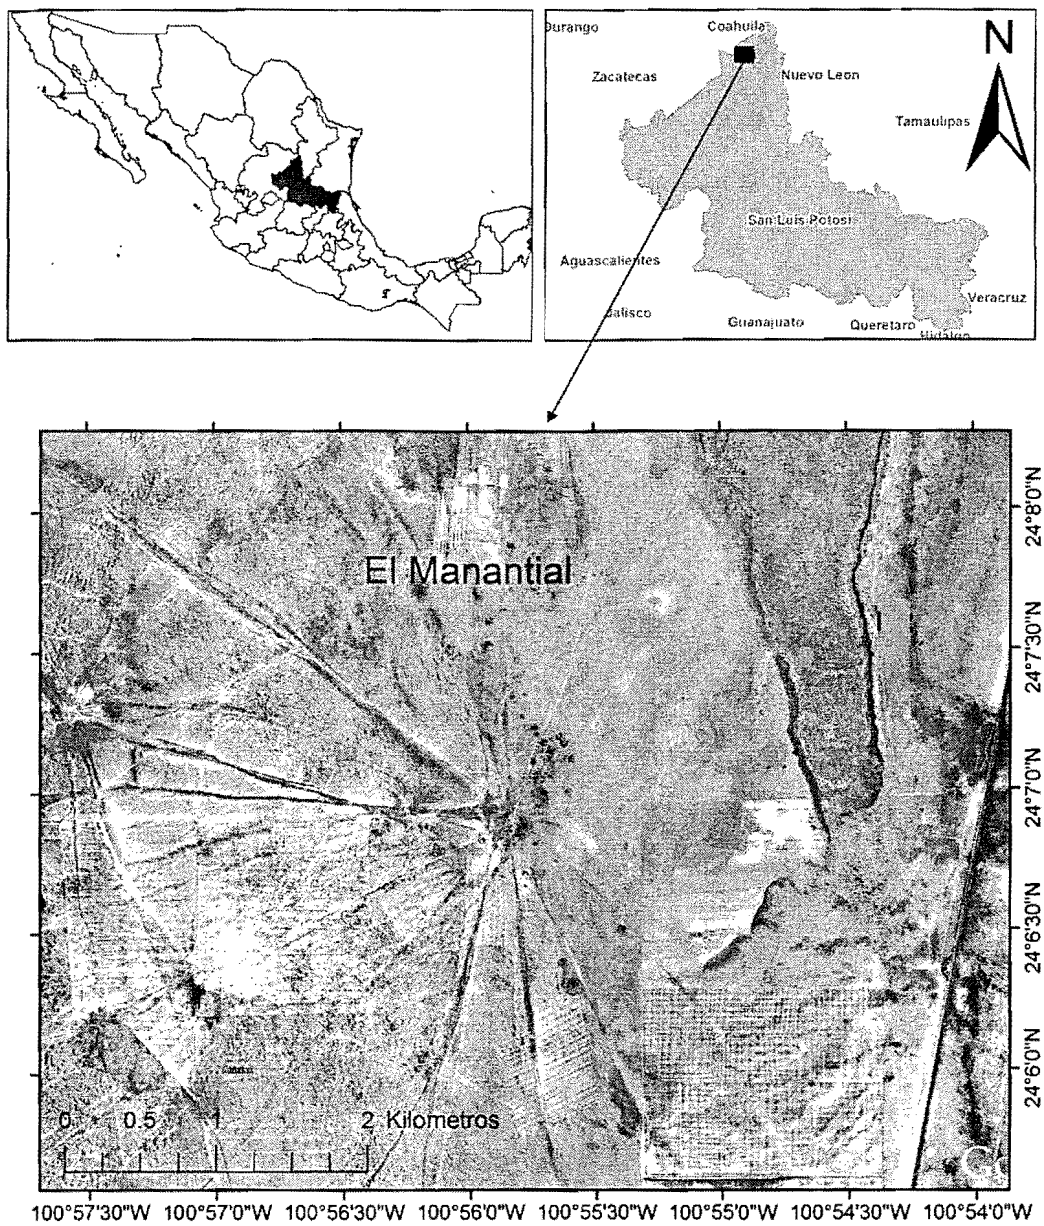 Durango
Coahuila
N
Zacatecas
Nuevo Leon
Tamaulipas
San Luis Potosi
Aguascalientes
Veracruz
Jalisco
Guanajuato
Queretaro
Hidalgo
El Manantial
24°8'0"N
24°7'30"N
24°7'0"N
24°6'30"N
24°6'0"N
0 0.5 1 2 Kilometros
100°57'30"W 100°57'0"W 100°56'30"W 100°56'0"W 100°55'30"W 100°55'0"W 100°54'30"W 100°54'0"W